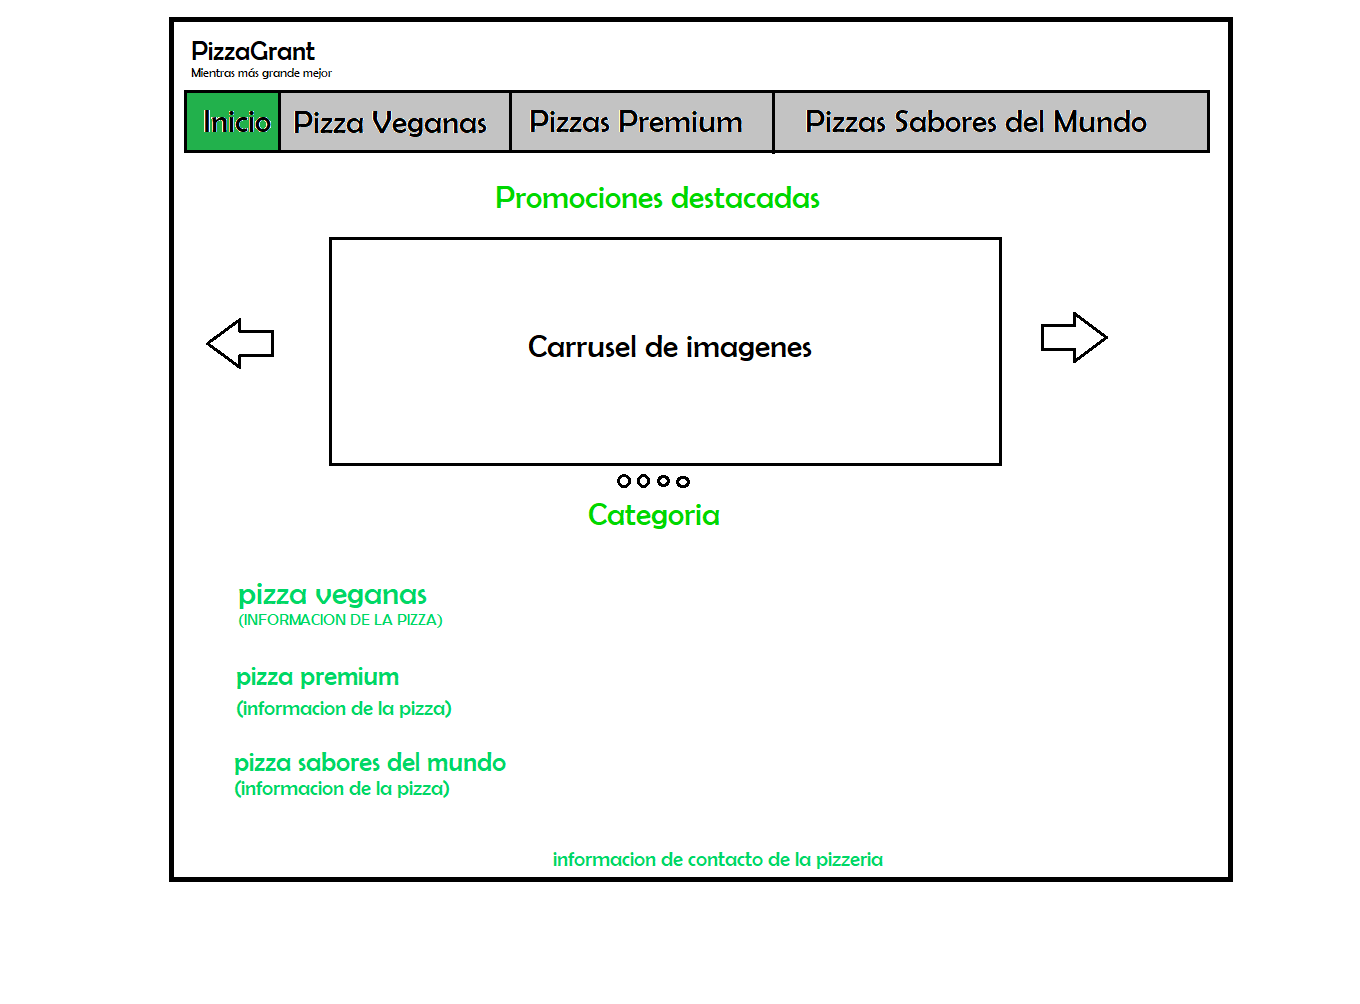 PizzaGrant
Mientras más grande mejor
Inicio
Pizza Veganas
Pizzas Premium
Pizzas Sabores del Mundo
Promociones destacadas
Carrusel de imagenes
Categoria
pizza veganas
(INFORMACION DE LA PIZZA)
pizza premium
(informacion de la pizza)
pizza sabores del mundo
(informacion de la pizza)
informacion de contacto de la pizzeria